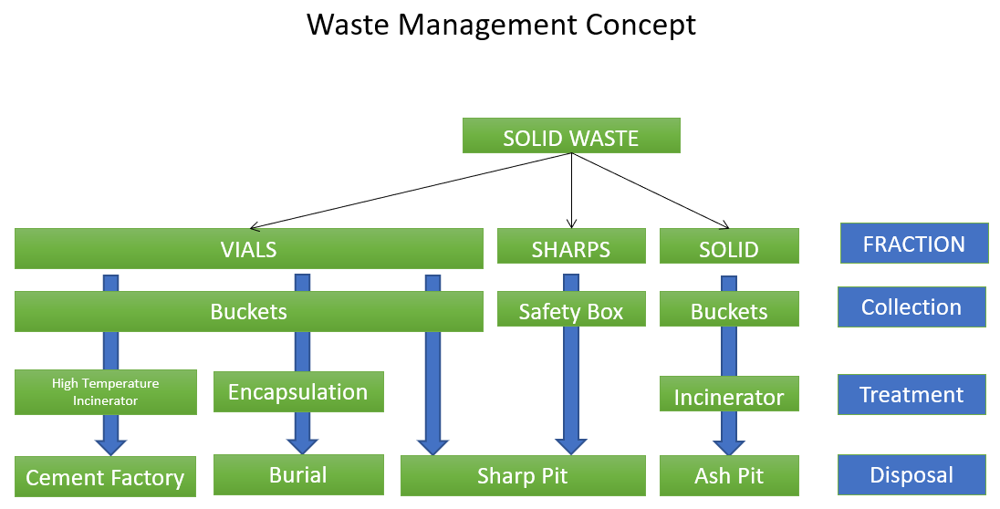 Waste Management Concept
SOLID WASTE
VIALS
SHARPS
SOLID
FRACTION
Buckets
Safety Box
Buckets
Collection
High Temperature
Incinerator
Encapsulation
Incinerator
Treatment
Cement Factory
Burial
Sharp Pit
Ash Pit
Disposal